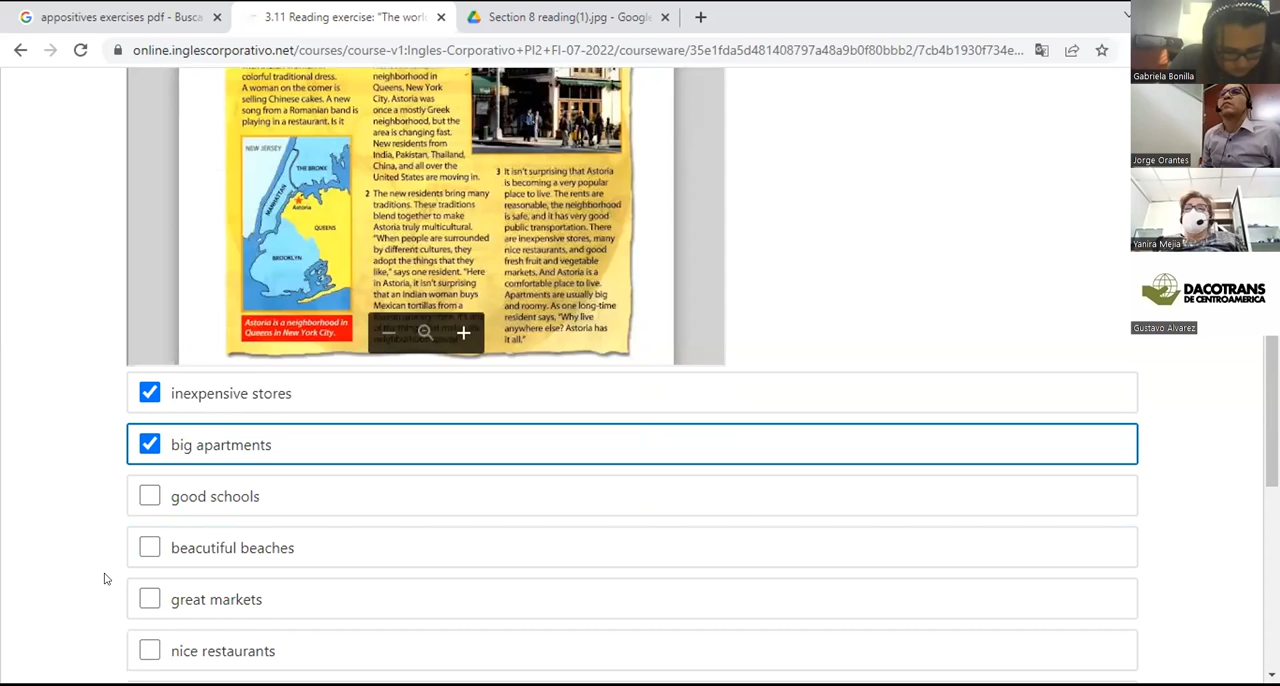 appositives exercises pdf - Busca
3.11 Reading exercise: "The worl
Section 8 reading(1).jpg - Google
online.inglescorporativo.net/courses/course-v1:Ingles-Corporativo+PI2+FI-07-2022/courseware/35e1fda5d481408797a48a9b0f80bbb2/7cb4b1930f734e...
colorful traditional dress.
A woman on the corner is
selling Chinese cakes. A new
song from a Romanian band is
playing in a restaurant. Is it
NEW JERSEY
THE BRONX
MANHATTAN
Astoria
QUEENS
BROOKLYN
Astoria is a neighborhood in
Queens in New York City.
neighborhood in
Queens, New York
City. Astoria was
once a mostly Greek
neighborhood, but the
area is changing fast.
New residents from
India, Pakistan, Thailand,
China, and all over the
United States are moving in.
2 The new residents bring many
traditions. These traditions
blend together to make
Astoria truly multicultural.
"When people are surrounded
by different cultures, they
adopt the things that they
like," says one resident. "Here
in Astoria, it isn't surprising
that an Indian woman buys
Mexican tortillas from a
3 It isn't surprising that Astoria
is becoming a very popular
place to live. The rents are
reasonable, the neighborhood
is safe, and it has very good
public transportation. There
are inexpensive stores, many
nice restaurants, and good
fresh fruit and vegetable
markets. And Astoria is a
comfortable place to live.
Apartments are usually big
and roomy. As one long-time
resident says, "Why live
anywhere else? Astoria has
it all."
inexpensive stores
big apartments
good schools
beacutiful beaches
great markets
nice restaurants
Gabriela Bonilla
Jorge Orantes
Yanira Mejia
DACOTRANS
DE CENTROAMERICA
Gustavo Alvarez